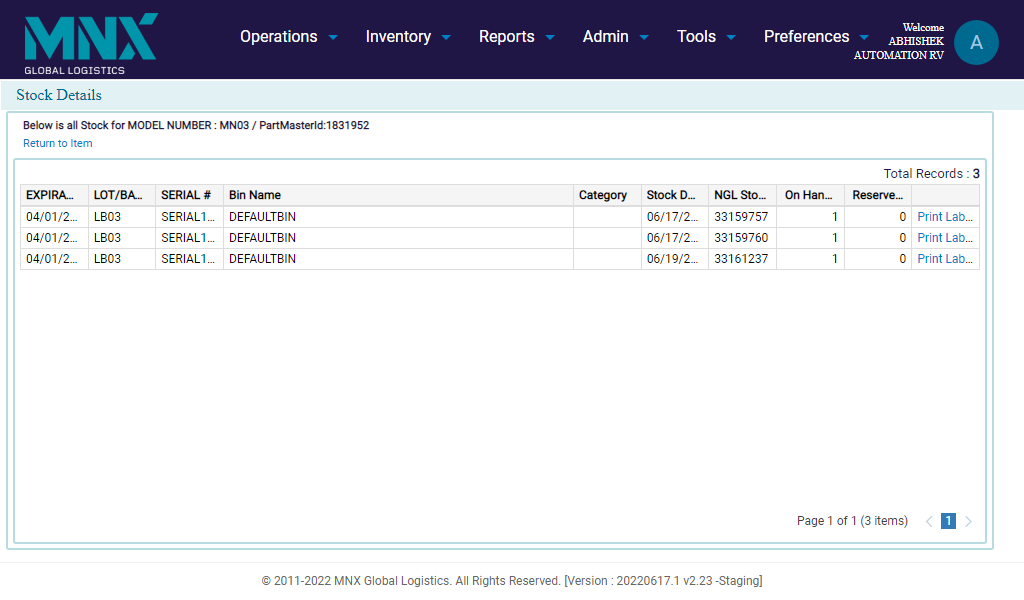 MNX
GLOBAL LOGISTICS
Operations Inventory Reports Admin Tools Preferences
Welcome
ABHISHEK
AUTOMATION RV
A
Stock Details
Below is all Stock for MODEL NUMBER : MN03 / PartMasterId:1831952
Return to Item
Total Records : 3
EXPIRA... LOT/BA... SERIAL # Bin Name Category Stock D... NGL Sto... On Han... Reserve...
04/01/2... LB03 SERIAL1... DEFAULTBIN 06/17/2... 33159757 1 0 Print Lab...
04/01/2... LB03 SERIAL1... DEFAULTBIN 06/17/2... 33159760 1 0 Print Lab...
04/01/2... LB03 SERIAL1... DEFAULTBIN 06/19/2... 33161237 1 0 Print Lab...
Page 1 of 1 (3 items) 1
© 2011-2022 MNX Global Logistics. All Rights Reserved. [Version : 20220617.1 v2.23 -Staging]